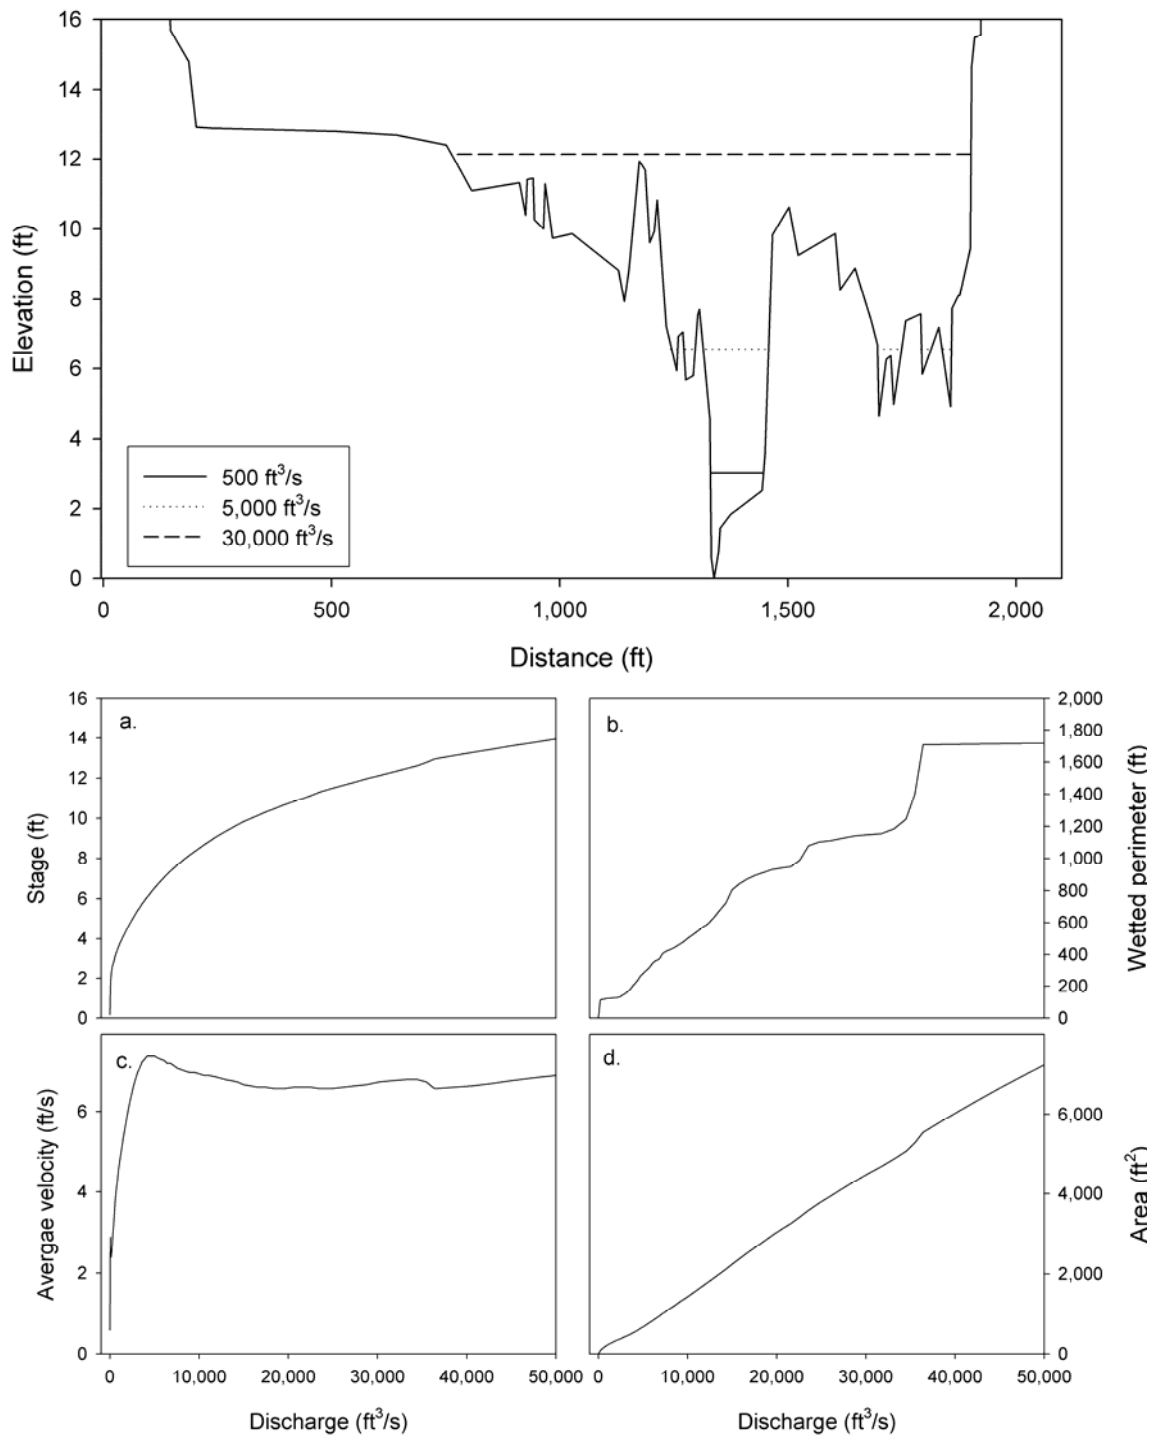 16
14
12
10
8
6
4
2
0
Elevation (ft)
500 ft³/s
5,000 ft³/s
30,000 ft³/s
0 500 1,000 1,500 2,000
Distance (ft)
a.
16
14
12
10
8
6
4
2
0
Stage (ft)
b.
2,000
1,800
1,600
1,400
1,200
1,000
800
600
400
200
0
Wetted perimeter (ft)
c.
6
4
2
0
Avergae velocity (ft/s)
d.
6,000
4,000
2,000
0
Area (ft²)
0 10,000 20,000 30,000 40,000 50,000
0 10,000 20,000 30,000 40,000 50,000
Discharge (ft³/s)
Discharge (ft³/s)